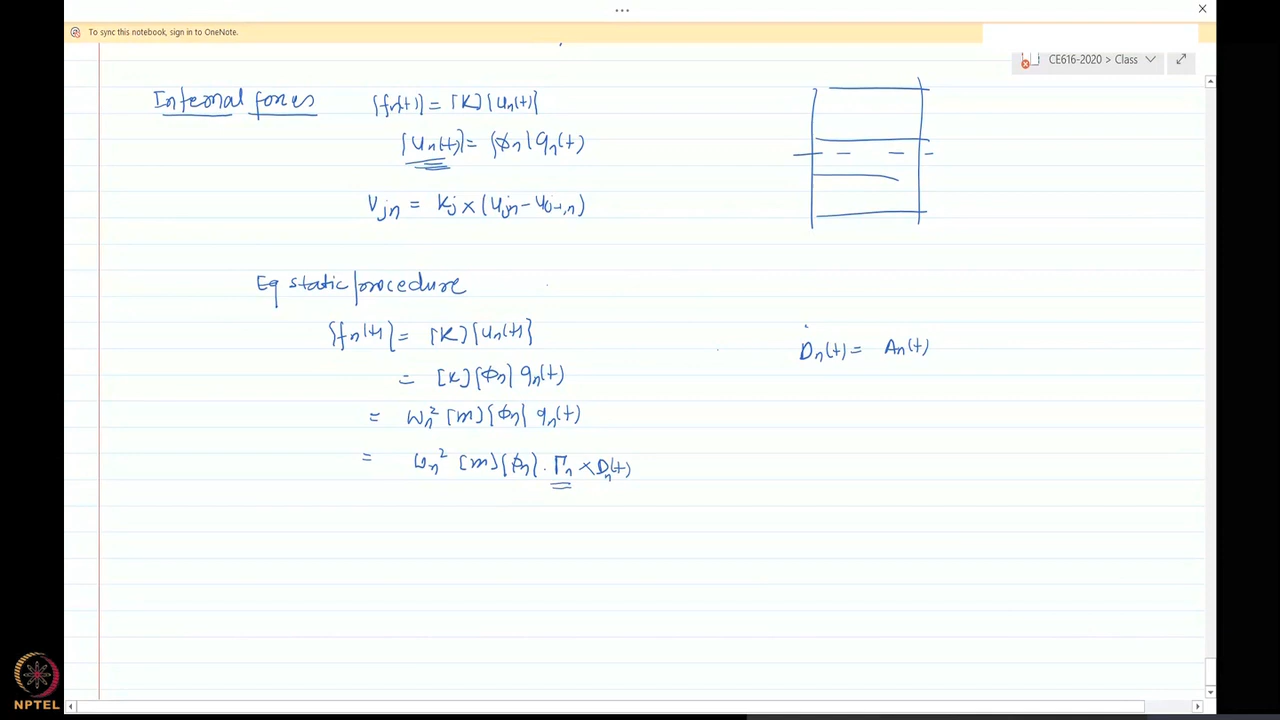 To sync this notebook, sign in to OneNote.
CE616-2020 > Class
Internal forces {fn(t)} = [K]{un(t)}
{un(t)} = {φn} qn(t)
Vjn = Kj × (ujn - uj-1,n)
Eq static procedure
{fn(t)} = [K]{un(t)}
Dn(t) = An(t)
= [K]{φn} qn(t)
= ωn² [m]{φn} qn(t)
= ωn² [m]{φn} . Γn × Dn(t)
NPTEL